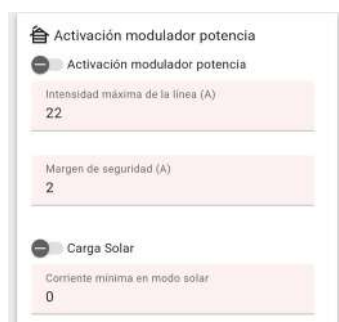 Activación modulador potencia
Activación modulador potencia
Intensidad máxima de la línea (A)
22
Margen de seguridad (A)
2
Carga Solar
Corriente mínima en modo solar
0